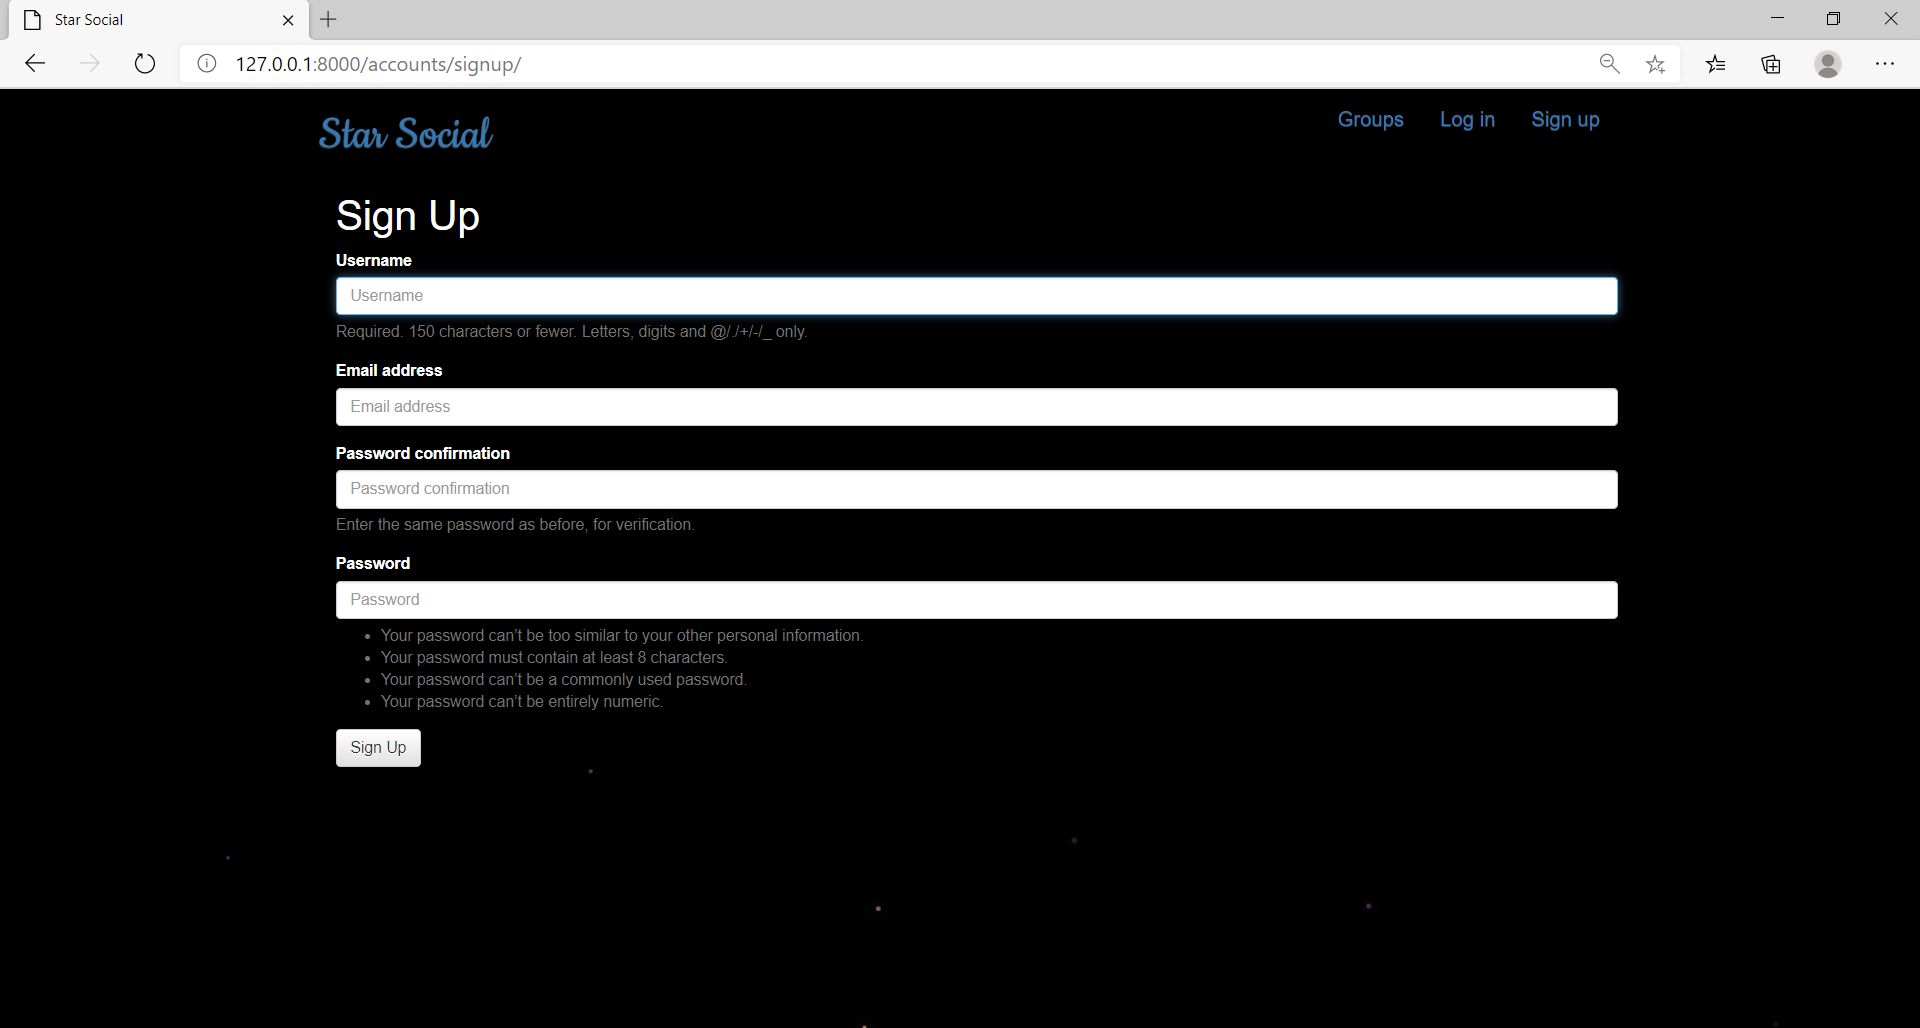 Star Social
127.0.0.1:8000/accounts/signup/
Star Social
Groups Log in Sign up
Sign Up
Username
Username
Required. 150 characters or fewer. Letters, digits and @/./+/-/_ only.
Email address
Email address
Password confirmation
Password confirmation
Enter the same password as before, for verification.
Password
Password
• Your password can’t be too similar to your other personal information.
• Your password must contain at least 8 characters.
• Your password can’t be a commonly used password.
• Your password can’t be entirely numeric.
Sign Up